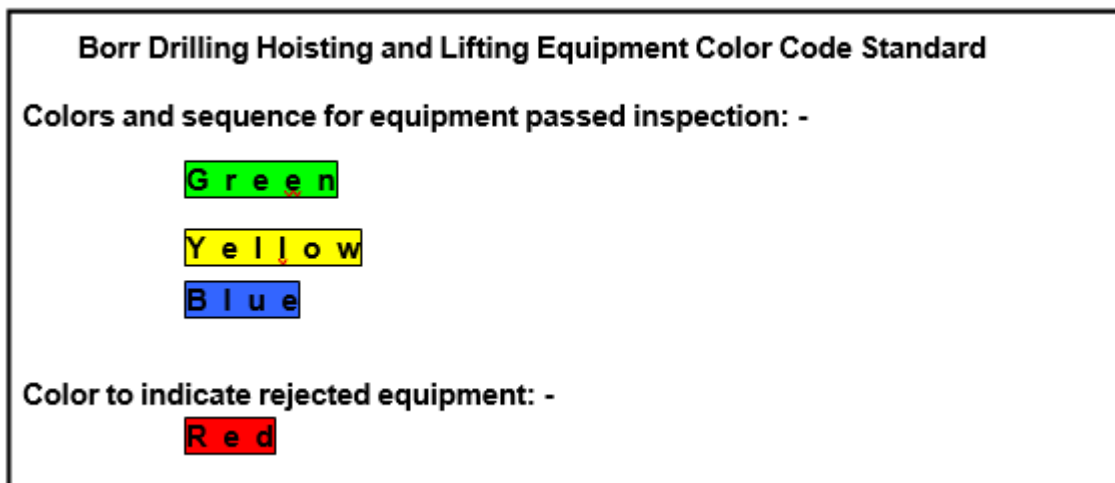 Borr Drilling Hoisting and Lifting Equipment Color Code Standard
Colors and sequence for equipment passed inspection: -
G r e e n
Y e l l o w
B l u e
Color to indicate rejected equipment: -
R e d